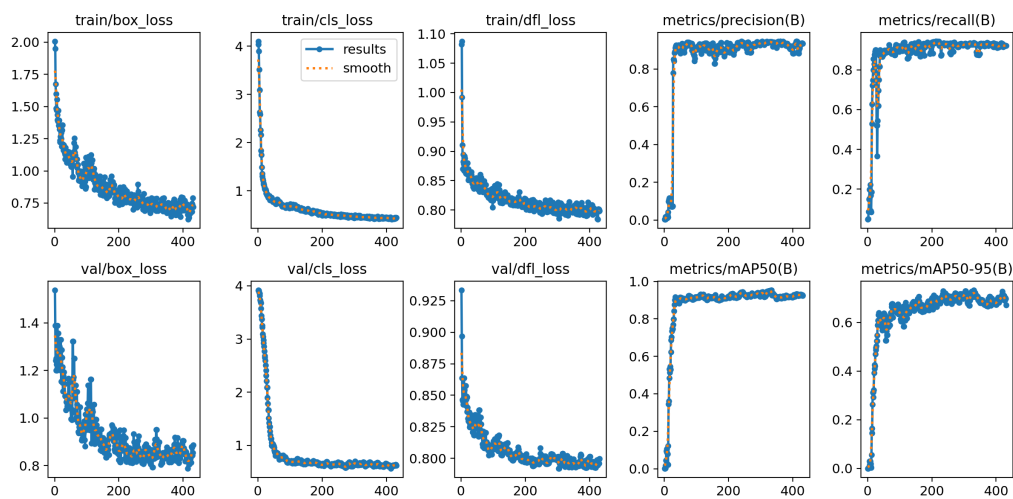 train/box_loss
train/cls_loss
train/dfl_loss
metrics/precision(B)
metrics/recall(B)
2.00
1.75
1.50
1.25
1.00
0.75
0 200 400
4
3
2
1
results
smooth
0 200 400
1.10
1.05
1.00
0.95
0.90
0.85
0.80
0 200 400
0.8
0.6
0.4
0.2
0.0
0 200 400
0.8
0.6
0.4
0.2
0 200 400
val/box_loss
val/cls_loss
val/dfl_loss
metrics/mAP50(B)
metrics/mAP50-95(B)
1.4
1.2
1.0
0.8
0 200 400
4
3
2
1
0 200 400
0.925
0.900
0.875
0.850
0.825
0.800
0 200 400
1.0
0.8
0.6
0.4
0.2
0.0
0 200 400
0.6
0.4
0.2
0.0
0 200 400